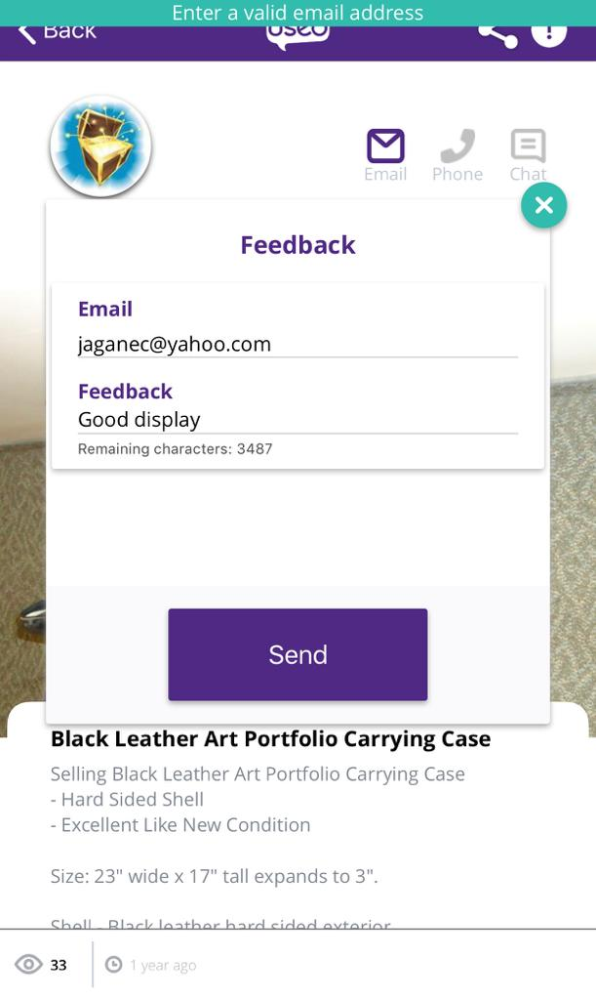 Enter a valid email address
Back
used
Email Phone Chat
Feedback
Email
jaganec@yahoo.com
Feedback
Good display
Remaining characters: 3487
Send
Black Leather Art Portfolio Carrying Case
Selling Black Leather Art Portfolio Carrying Case
- Hard Sided Shell
- Excellent Like New Condition
Size: 23" wide x 17" tall expands to 3".
Shell - Black leather hard sided exterior
33 1 year ago